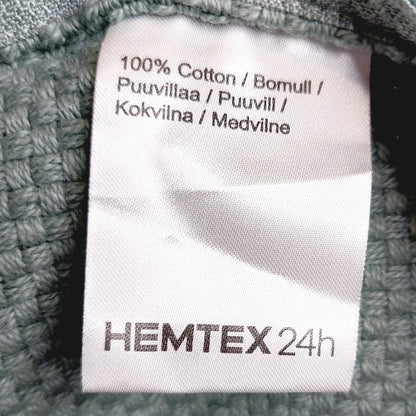 100% Cotton / Bomull /
Puuvillaa / Puuvill /
Kokvilna / Medvilne
HEMTEX 24h